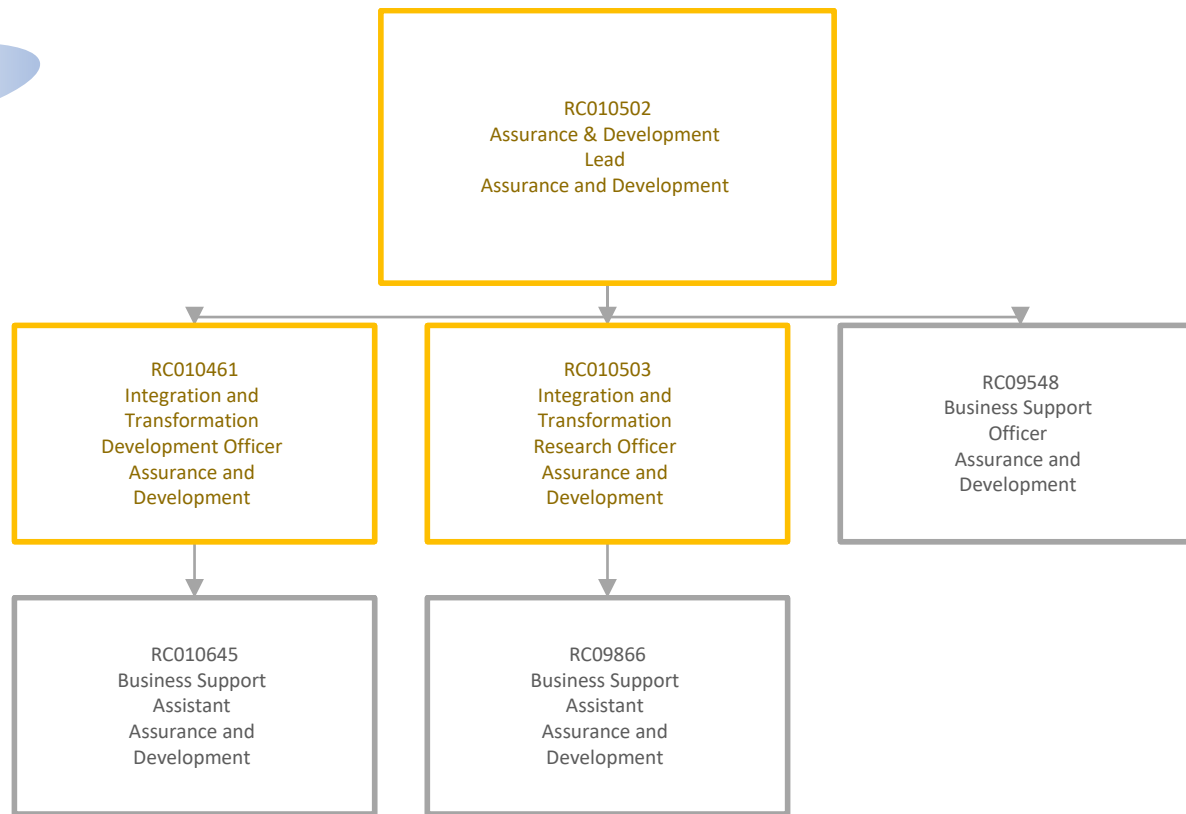 RC010502
Assurance & Development
Lead
Assurance and Development
RC010461
Integration and
Transformation
Development Officer
Assurance and
Development
RC010503
Integration and
Transformation
Research Officer
Assurance and
Development
RC09548
Business Support
Officer
Assurance and
Development
RC010645
Business Support
Assistant
Assurance and
Development
RC09866
Business Support
Assistant
Assurance and
Development